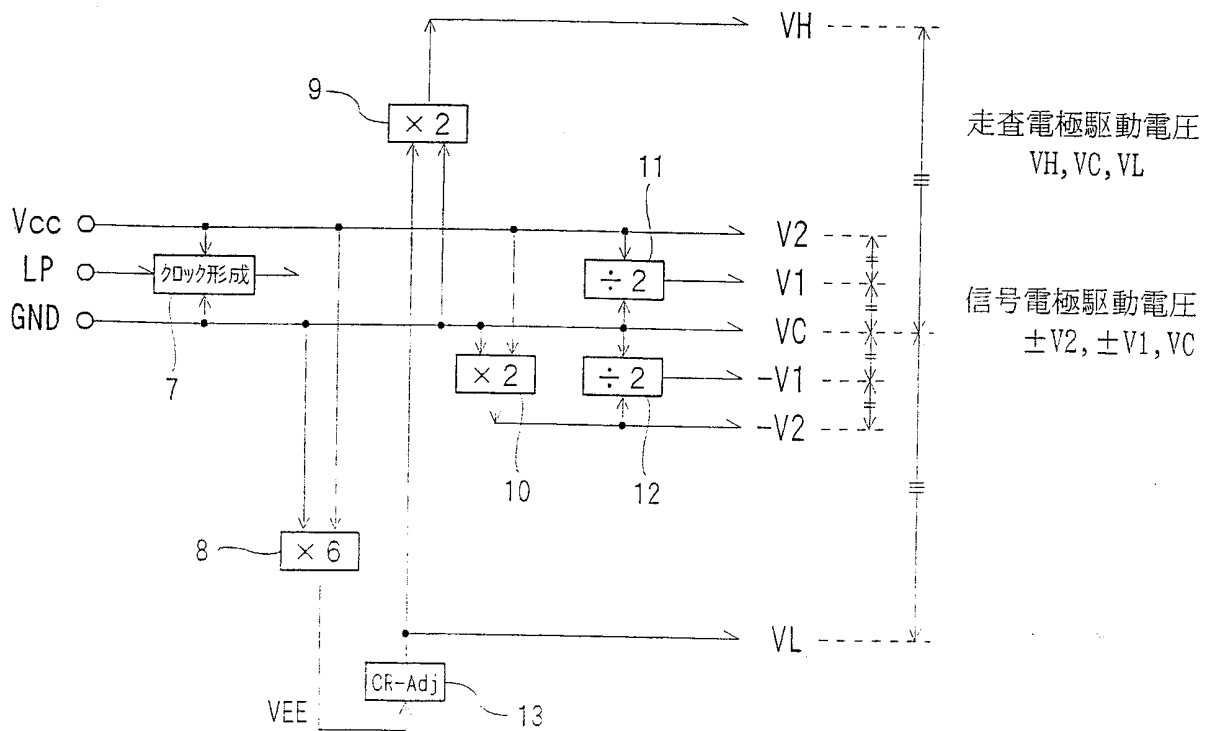 VH
9
× 2
走査電極駆動電圧
VH, VC, VL
11
Vcc
V2
LP
クロック形成
÷ 2
V1
GND
VC
信号電極駆動電圧
±V2, ±V1, VC
7
× 2
÷ 2
-V1
-V2
10
12
8
× 6
VL
CR-Adj
13
VEE